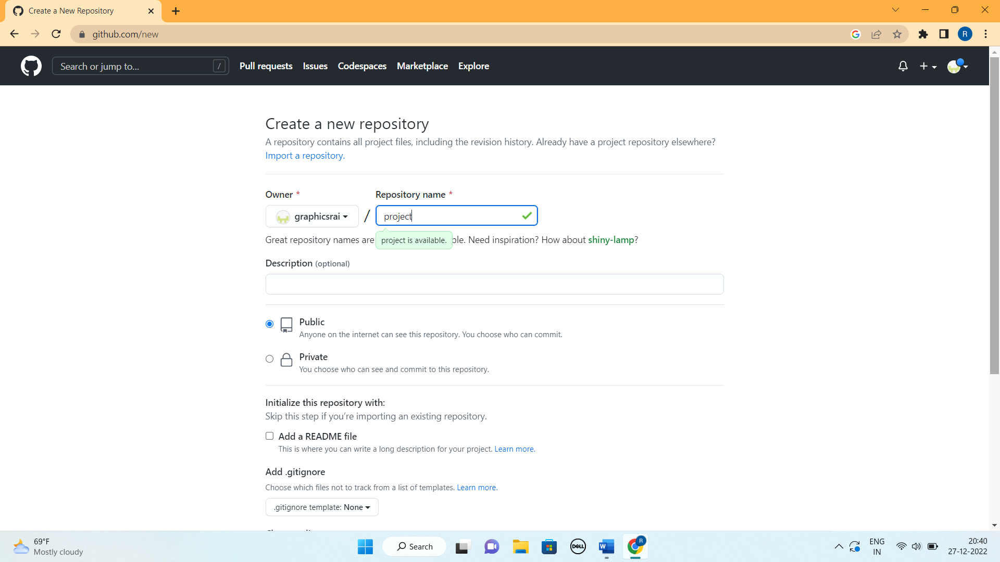 Create a New Repository
github.com/new
R
Search or jump to...
/
Pull requests Issues Codespaces Marketplace Explore
Create a new repository
A repository contains all project files, including the revision history. Already have a project repository elsewhere?
Import a repository.
Owner * Repository name *
graphicsrai / project
Great repository names are project is available. ble. Need inspiration? How about shiny-lamp?
Description (optional)
Public
Anyone on the internet can see this repository. You choose who can commit.
Private
You choose who can see and commit to this repository.
Initialize this repository with:
Skip this step if you’re importing an existing repository.
Add a README file
This is where you can write a long description for your project. Learn more.
Add .gitignore
Choose which files not to track from a list of templates. Learn more.
.gitignore template: None
69°F
Mostly cloudy
Search
DELL
W
R
ENG
IN
20:40
27-12-2022